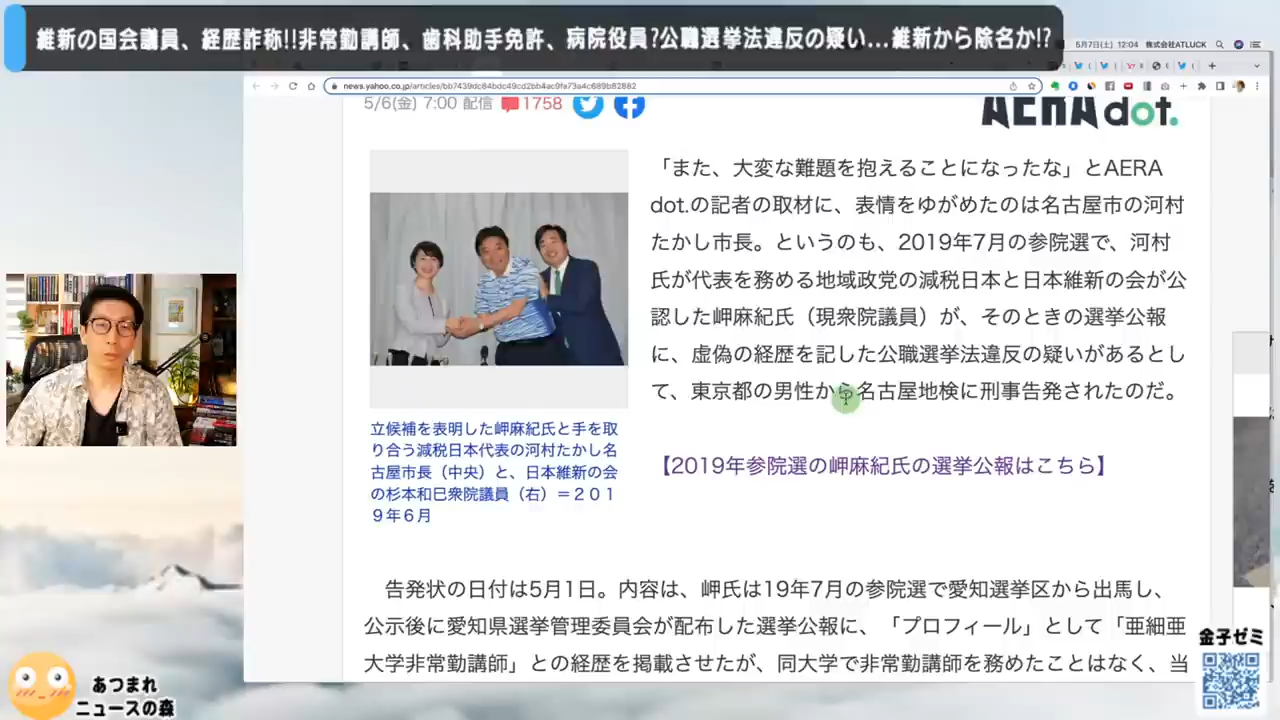 維新の国会議員、経歴詐称!!非常勤講師、歯科助手免許、病院役員?公職選挙法違反の疑い...維新から除名か!?
5月7日(土) 12:04 株式会社ATLUCK
5/6(金) 7:00 配信 1758
AERA dot.
「また、大変な難題を抱えることになったな」とAERA
dot.の記者の取材に、表情をゆがめたのは名古屋市の河村
たかし市長。というのも、2019年7月の参院選で、河村
氏が代表を務める地域政党の減税日本と日本維新の会が公
認した岬麻紀氏（現衆院議員）が、そのときの選挙公報
に、虚偽の経歴を記した公職選挙法違反の疑いがあるとし
て、東京都の男性から名古屋地検に刑事告発されたのだ。
立候補を表明した岬麻紀氏と手を取
り合う減税日本代表の河村たかし名
古屋市長（中央）と、日本維新の会
の杉本和巳衆院議員（右）＝２０１
９年６月
【2019年参院選の岬麻紀氏の選挙公報はこちら】
告発状の日付は5月1日。内容は、岬氏は19年7月の参院選で愛知選挙区から出馬し、
公示後に愛知県選挙管理委員会が配布した選挙公報に、「プロフィール」として「亜細亜
大学非常勤講師」との経歴を掲載させたが、同大学で非常勤講師を務めたことはなく、当
金子ゼミ
あつまれ
ニュースの森